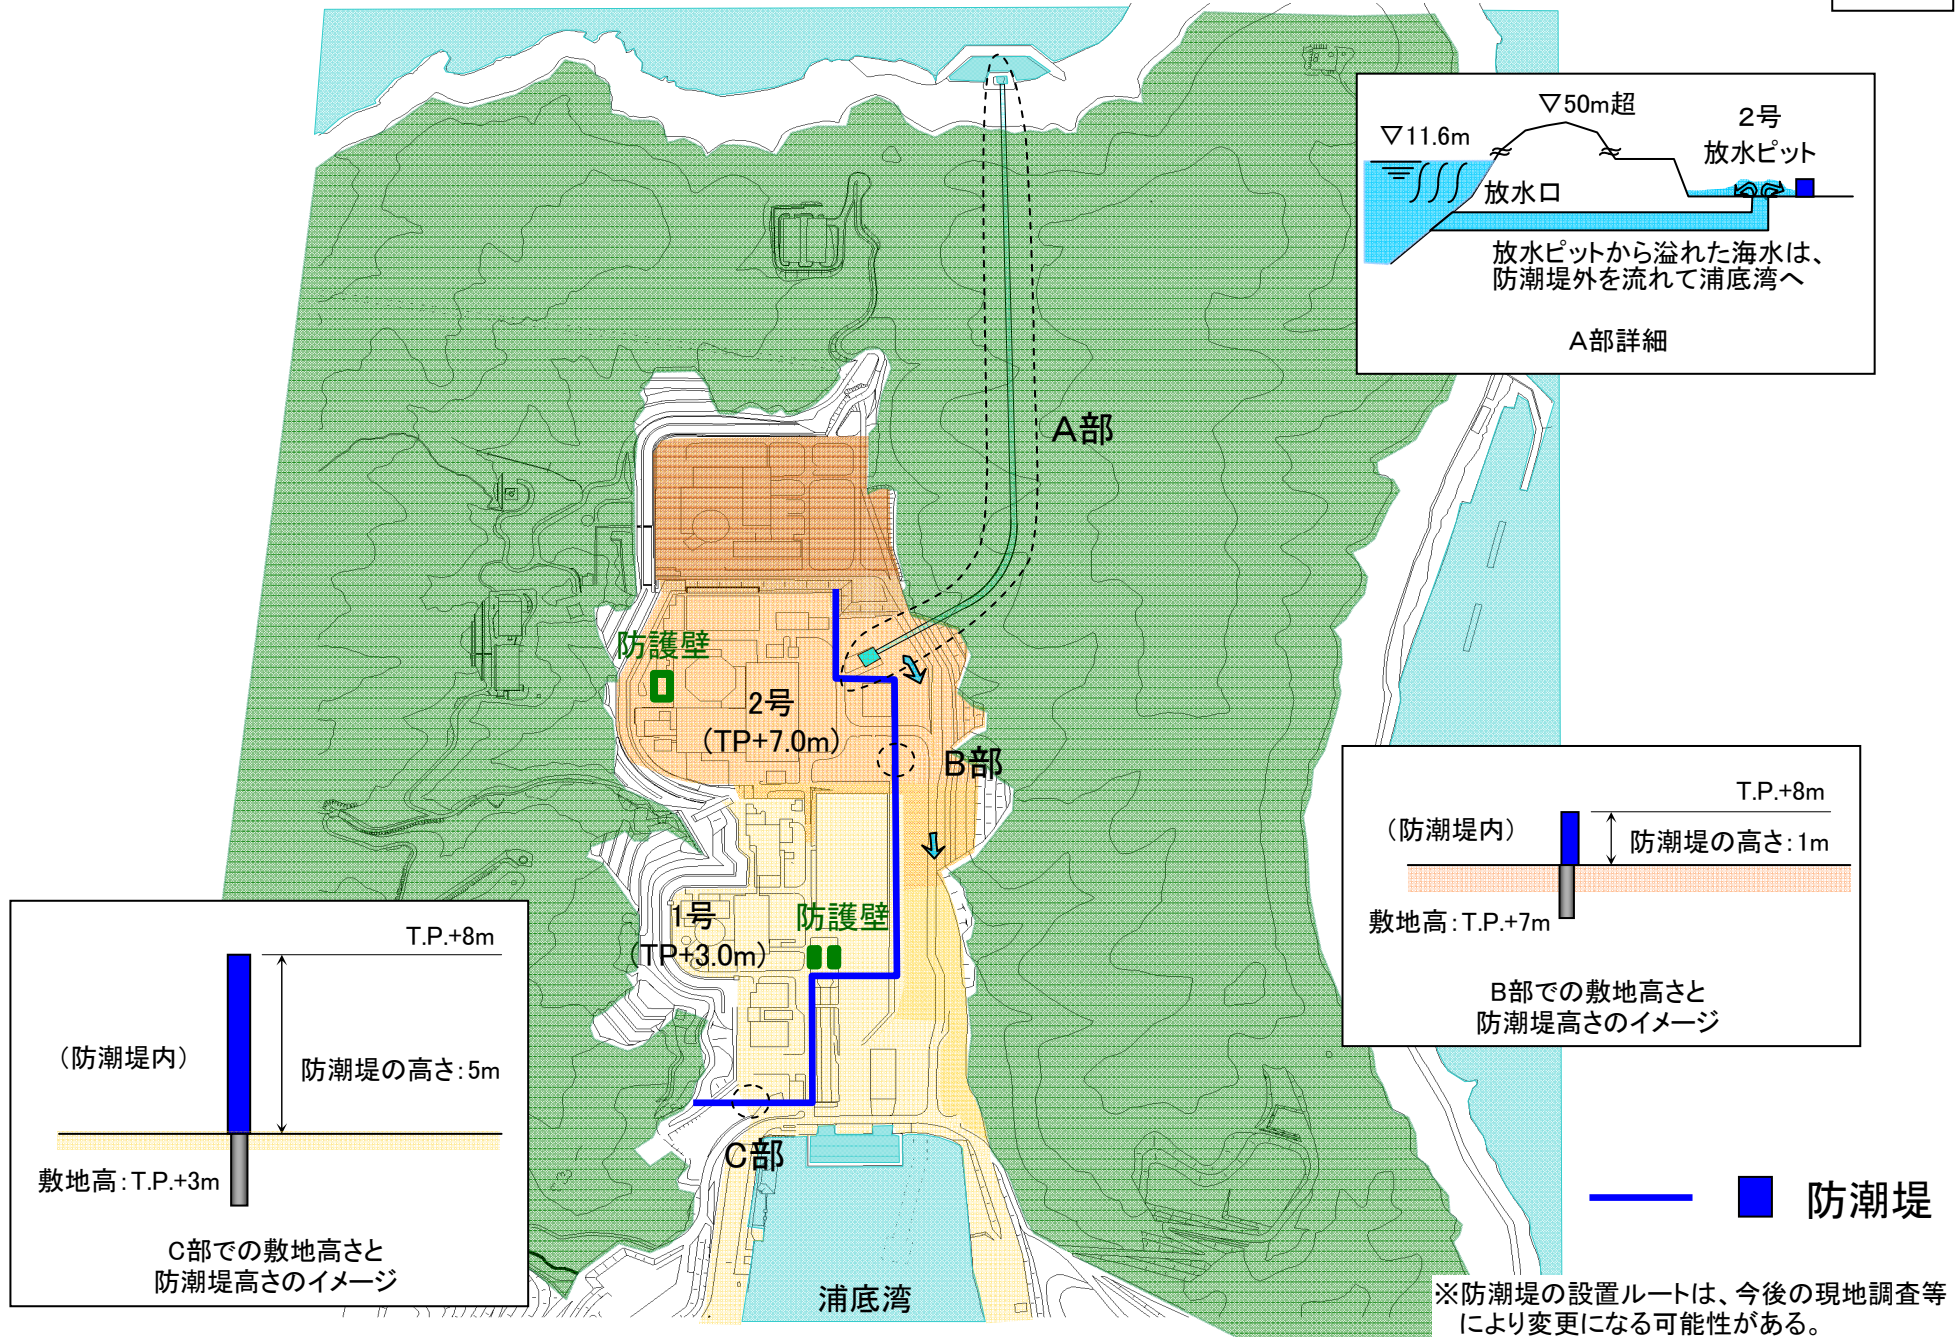 ▽50m超
▽11.6m
2号
放水ピット
放水口
放水ピットから溢れた海水は、
防潮堤外を流れて浦底湾へ
A部詳細
A部
防護壁
2号
(TP+7.0m)
B部
T.P.+8m
(防潮堤内)
防潮堤の高さ:1m
敷地高:T.P.+7m
B部での敷地高さと
防潮堤高さのイメージ
1号
(TP+3.0m)
防護壁
T.P.+8m
(防潮堤内)
防潮堤の高さ:5m
敷地高:T.P.+3m
C部での敷地高さと
防潮堤高さのイメージ
C部
浦底湾
防潮堤
※防潮堤の設置ルートは、今後の現地調査等
により変更になる可能性がある。